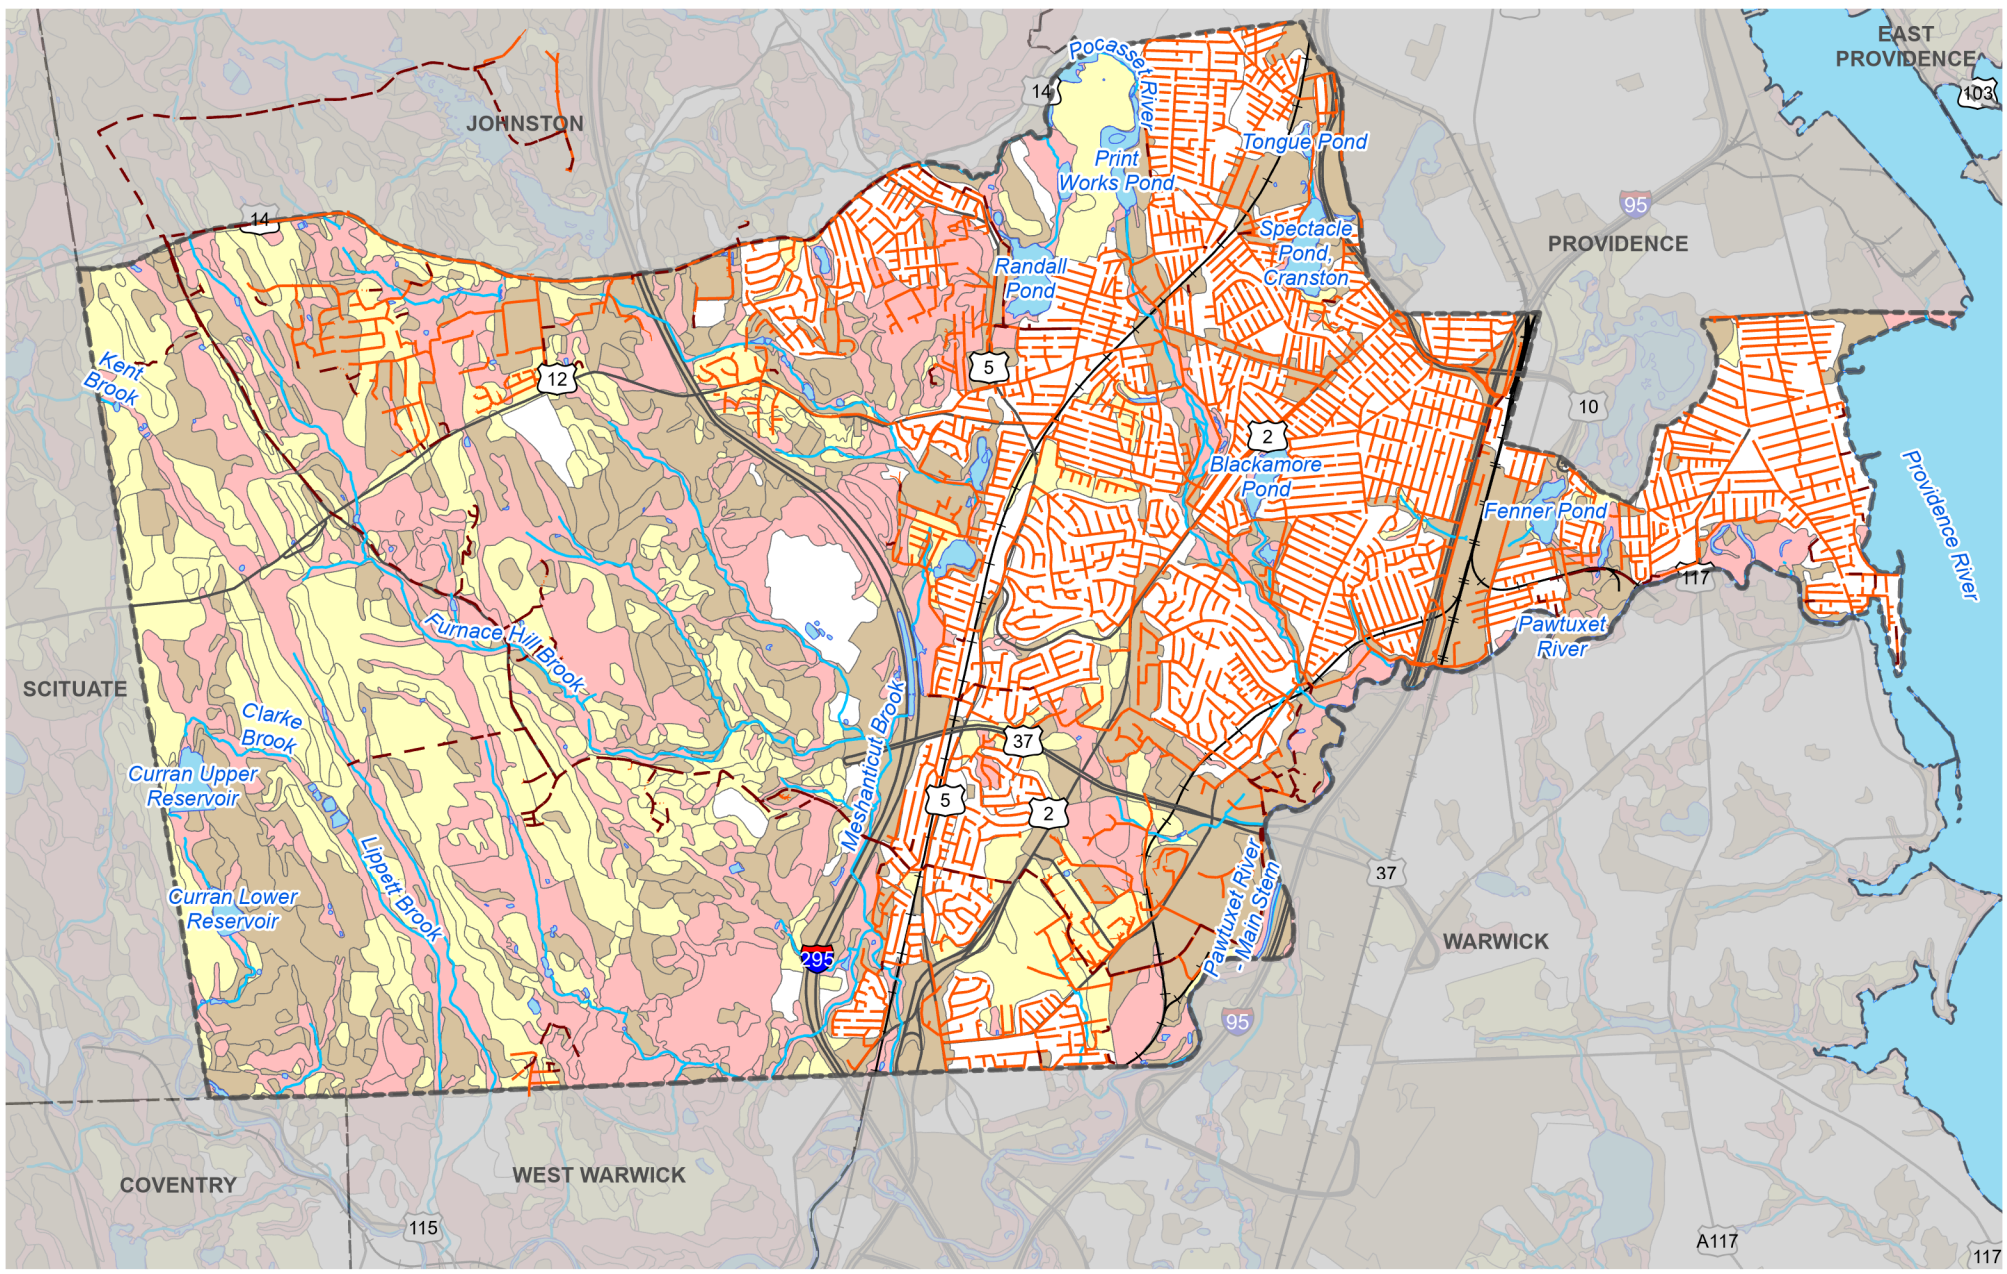 EAST
PROVIDENCE
103
Pocasset River
14
JOHNSTON
Tongue Pond
Print
Works Pond
95
14
Spectacle
Pond,
Cranston
PROVIDENCE
Randall
Pond
Kent
Brook
12
5
10
2
Blackamore
Pond
Fenner Pond
Providence River
117
Furnace Hill Brook
Pawtuxet
River
SCITUATE
Clarke
Brook
Meshanticut Brook
37
Curran Upper
Reservoir
5
2
Lippett Brook
37
Curran Lower
Reservoir
Pawtuxet River
- Main Stem
WARWICK
295
95
COVENTRY
WEST WARWICK
115
A117
117